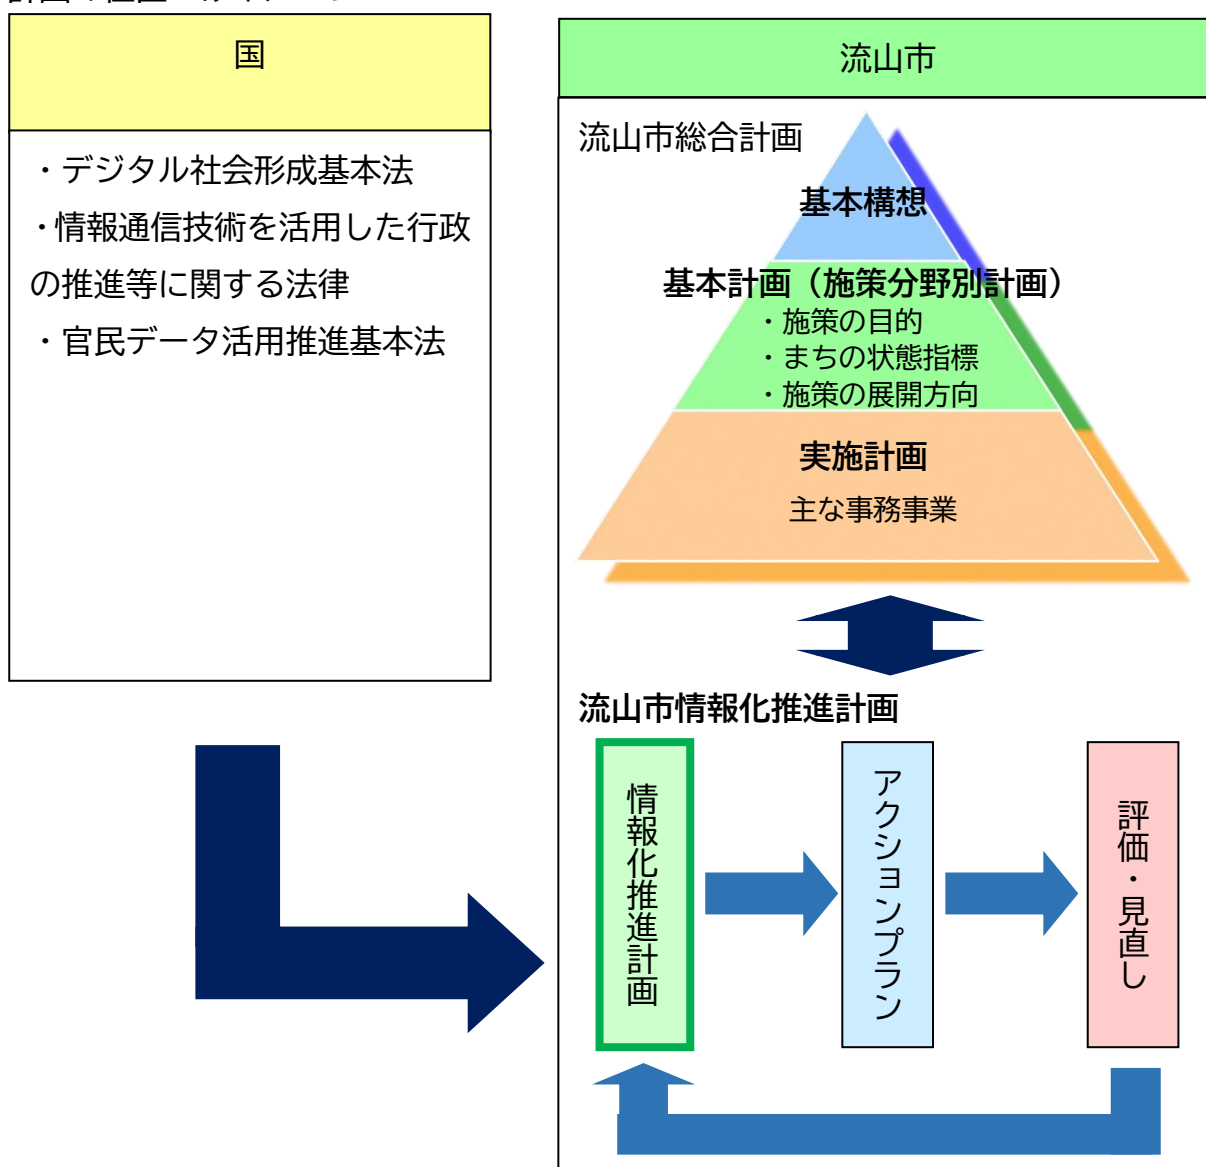 国
・デジタル社会形成基本法
・情報通信技術を活用した行政
の推進等に関する法律
・官民データ活用推進基本法
流山市
流山市総合計画
基本構想
基本計画（施策分野別計画）
・施策の目的
・まちの状態指標
・施策の展開方向
実施計画
主な事務事業
流山市情報化推進計画
情報化推進計画
アクションプラン
評価・見直し